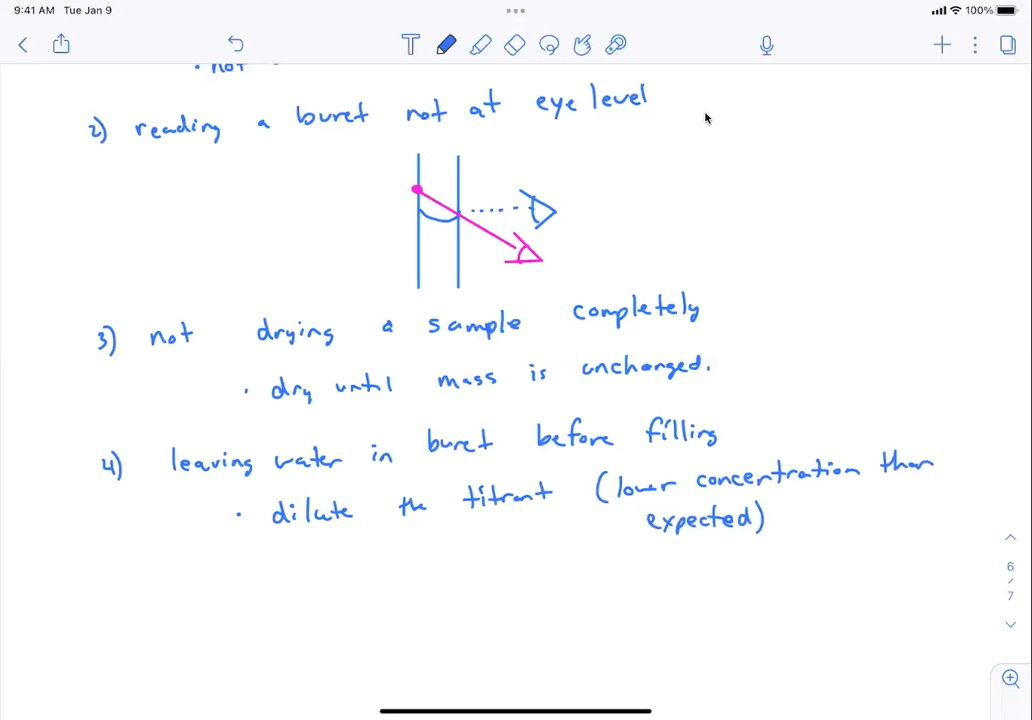 9:41 AM Tue Jan 9
100%
• not
2) reading a buret not at eye level
3) not drying a sample completely
• dry until mass is unchanged.
4) leaving water in buret before filling
• dilute the titrant (lower concentration than
expected)
6
/
7